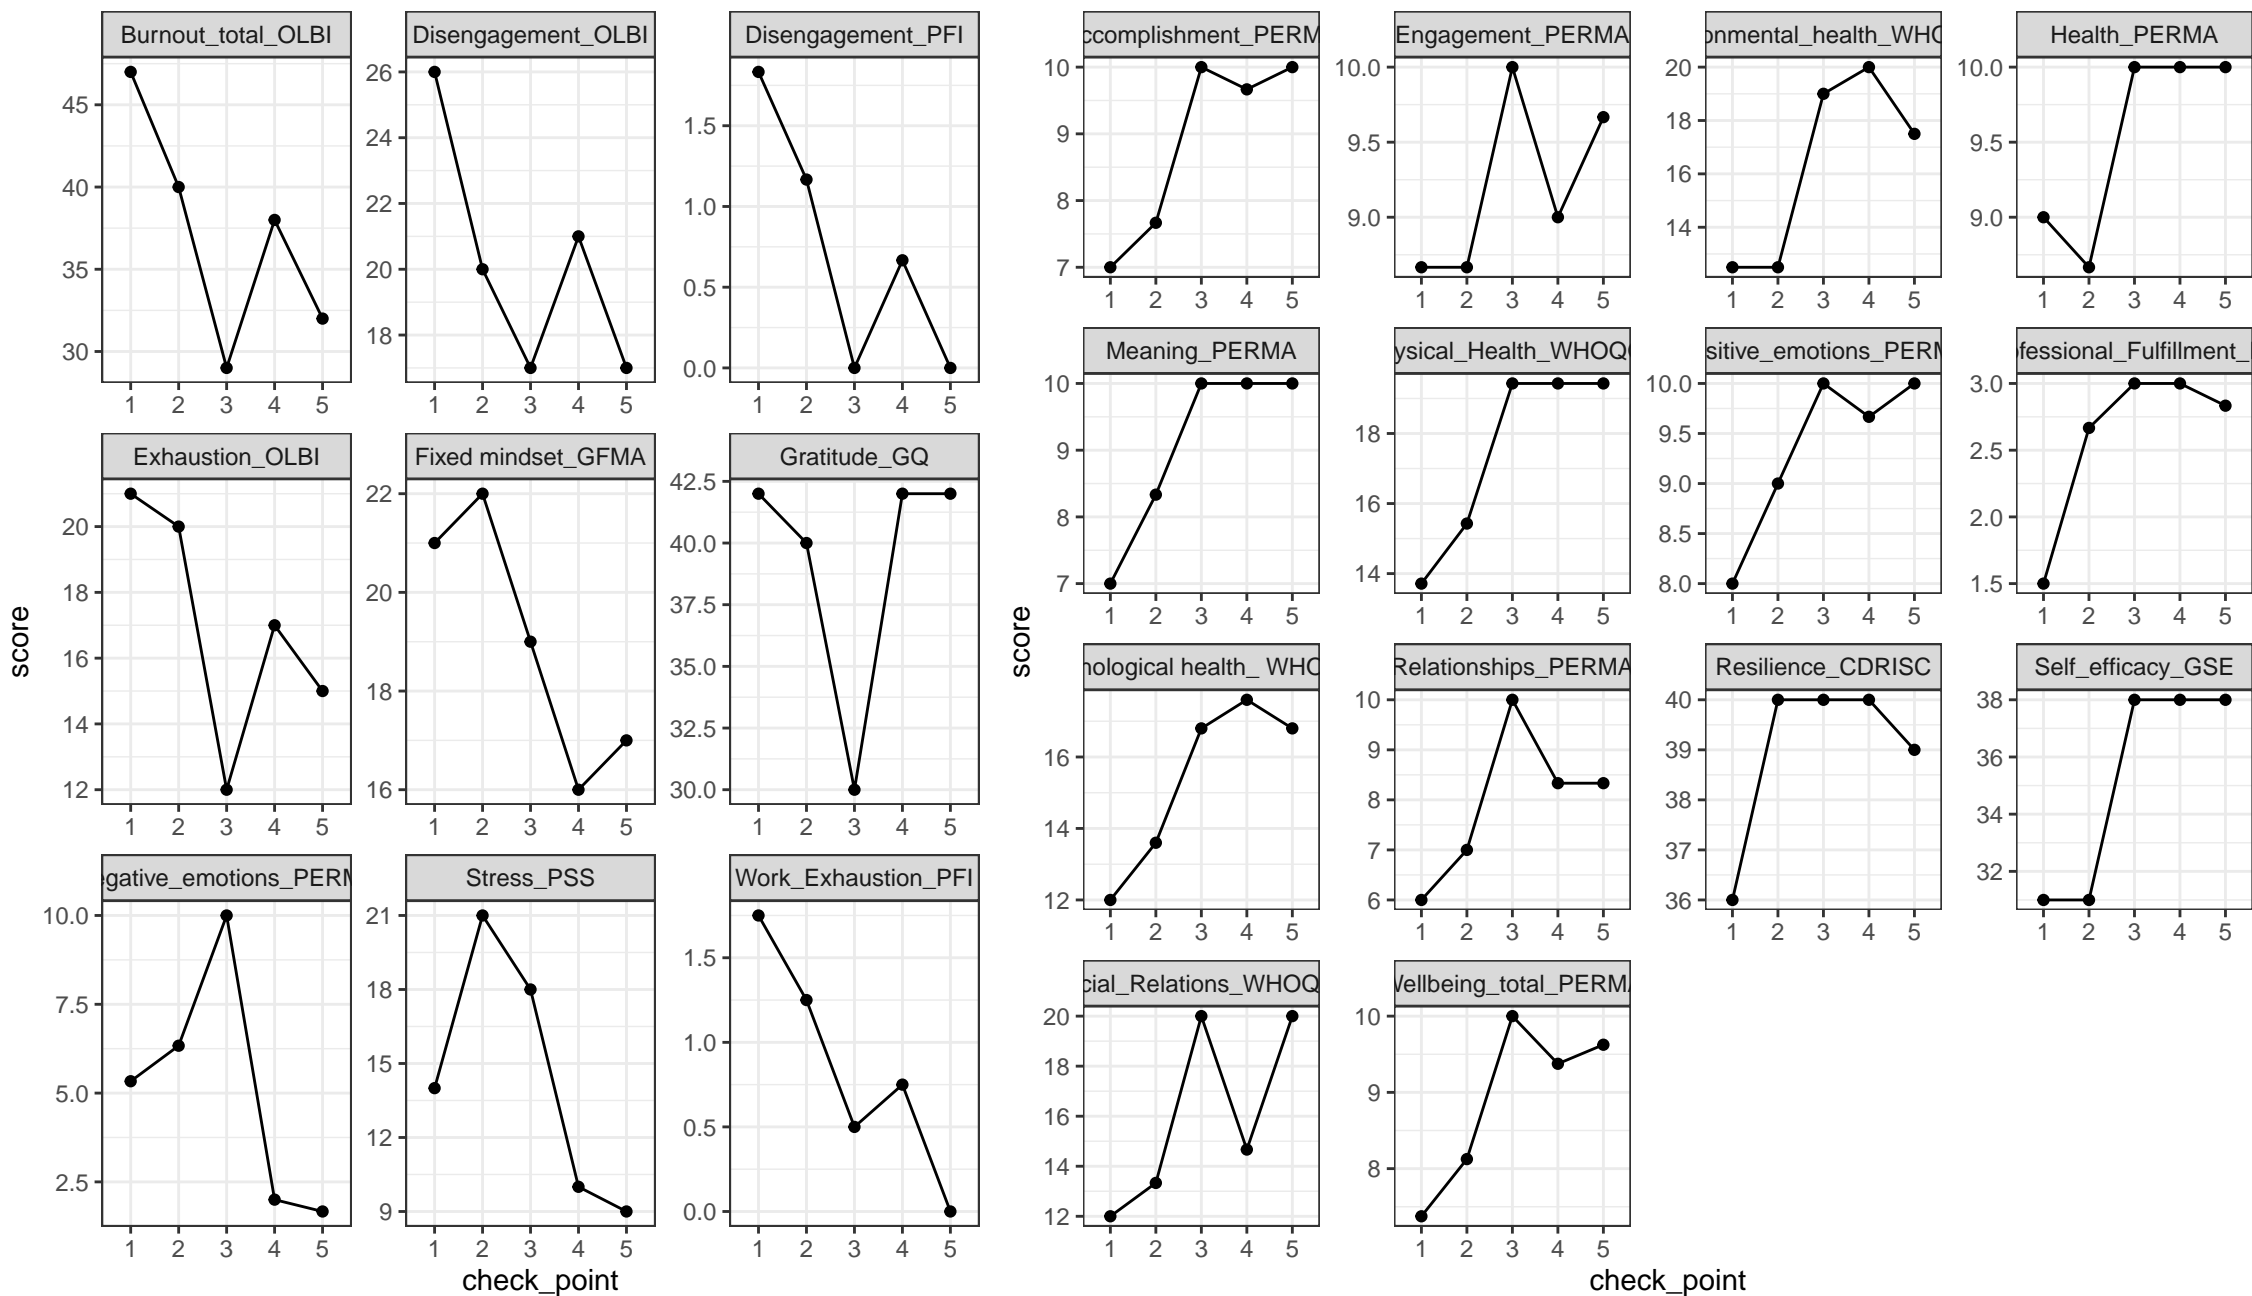 score
Burnout_total_OLBI
45
40
35
30
1 2 3 4 5
Disengagement_OLBI
26
24
22
20
18
1 2 3 4 5
Disengagement_PFI
1.5
1.0
0.5
0.0
1 2 3 4 5
Exhaustion_OLBI
20
18
16
14
12
1 2 3 4 5
Fixed mindset_GFMA
22
20
18
16
1 2 3 4 5
Gratitude_GQ
42.5
40.0
37.5
35.0
32.5
30.0
1 2 3 4 5
egative_emotions_PERM
10.0
7.5
5.0
2.5
1 2 3 4 5
Stress_PSS
21
18
15
12
9
1 2 3 4 5
Work_Exhaustion_PFI
1.5
1.0
0.5
0.0
1 2 3 4 5
check_point
score
ccomplishment_PERM
10
9
8
7
1 2 3 4 5
Engagement_PERMA
10.0
9.5
9.0
1 2 3 4 5
onmental_health_WHO
20
18
16
14
1 2 3 4 5
Health_PERMA
10.0
9.5
9.0
1 2 3 4 5
Meaning_PERMA
10
9
8
7
1 2 3 4 5
ysical_Health_WHOQ
18
16
14
1 2 3 4 5
sitive_emotions_PERM
10.0
9.5
9.0
8.5
8.0
1 2 3 4 5
ofessional_Fulfillment_
3.0
2.5
2.0
1.5
1 2 3 4 5
hological health_ WHO
16
14
12
1 2 3 4 5
Relationships_PERMA
10
9
8
7
6
1 2 3 4 5
Resilience_CDRISC
40
39
38
37
36
1 2 3 4 5
Self_efficacy_GSE
38
36
34
32
1 2 3 4 5
cial_Relations_WHOQ
20
18
16
14
12
1 2 3 4 5
Wellbeing_total_PERMA
10
9
8
1 2 3 4 5
check_point